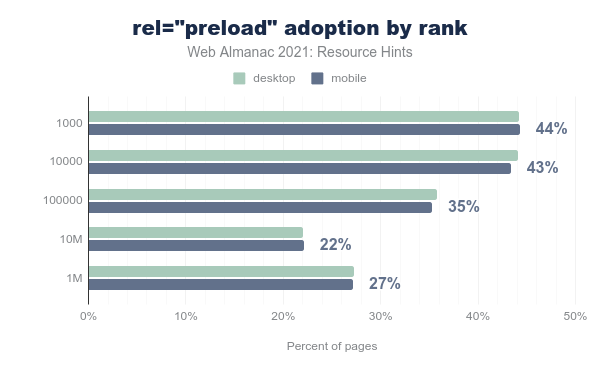 rel="preload" adoption by rank
Web Almanac 2021: Resource Hints
desktop mobile
1000 44%
10000 43%
100000 35%
10M 22%
1M 27%
0% 10% 20% 30% 40% 50%
Percent of pages